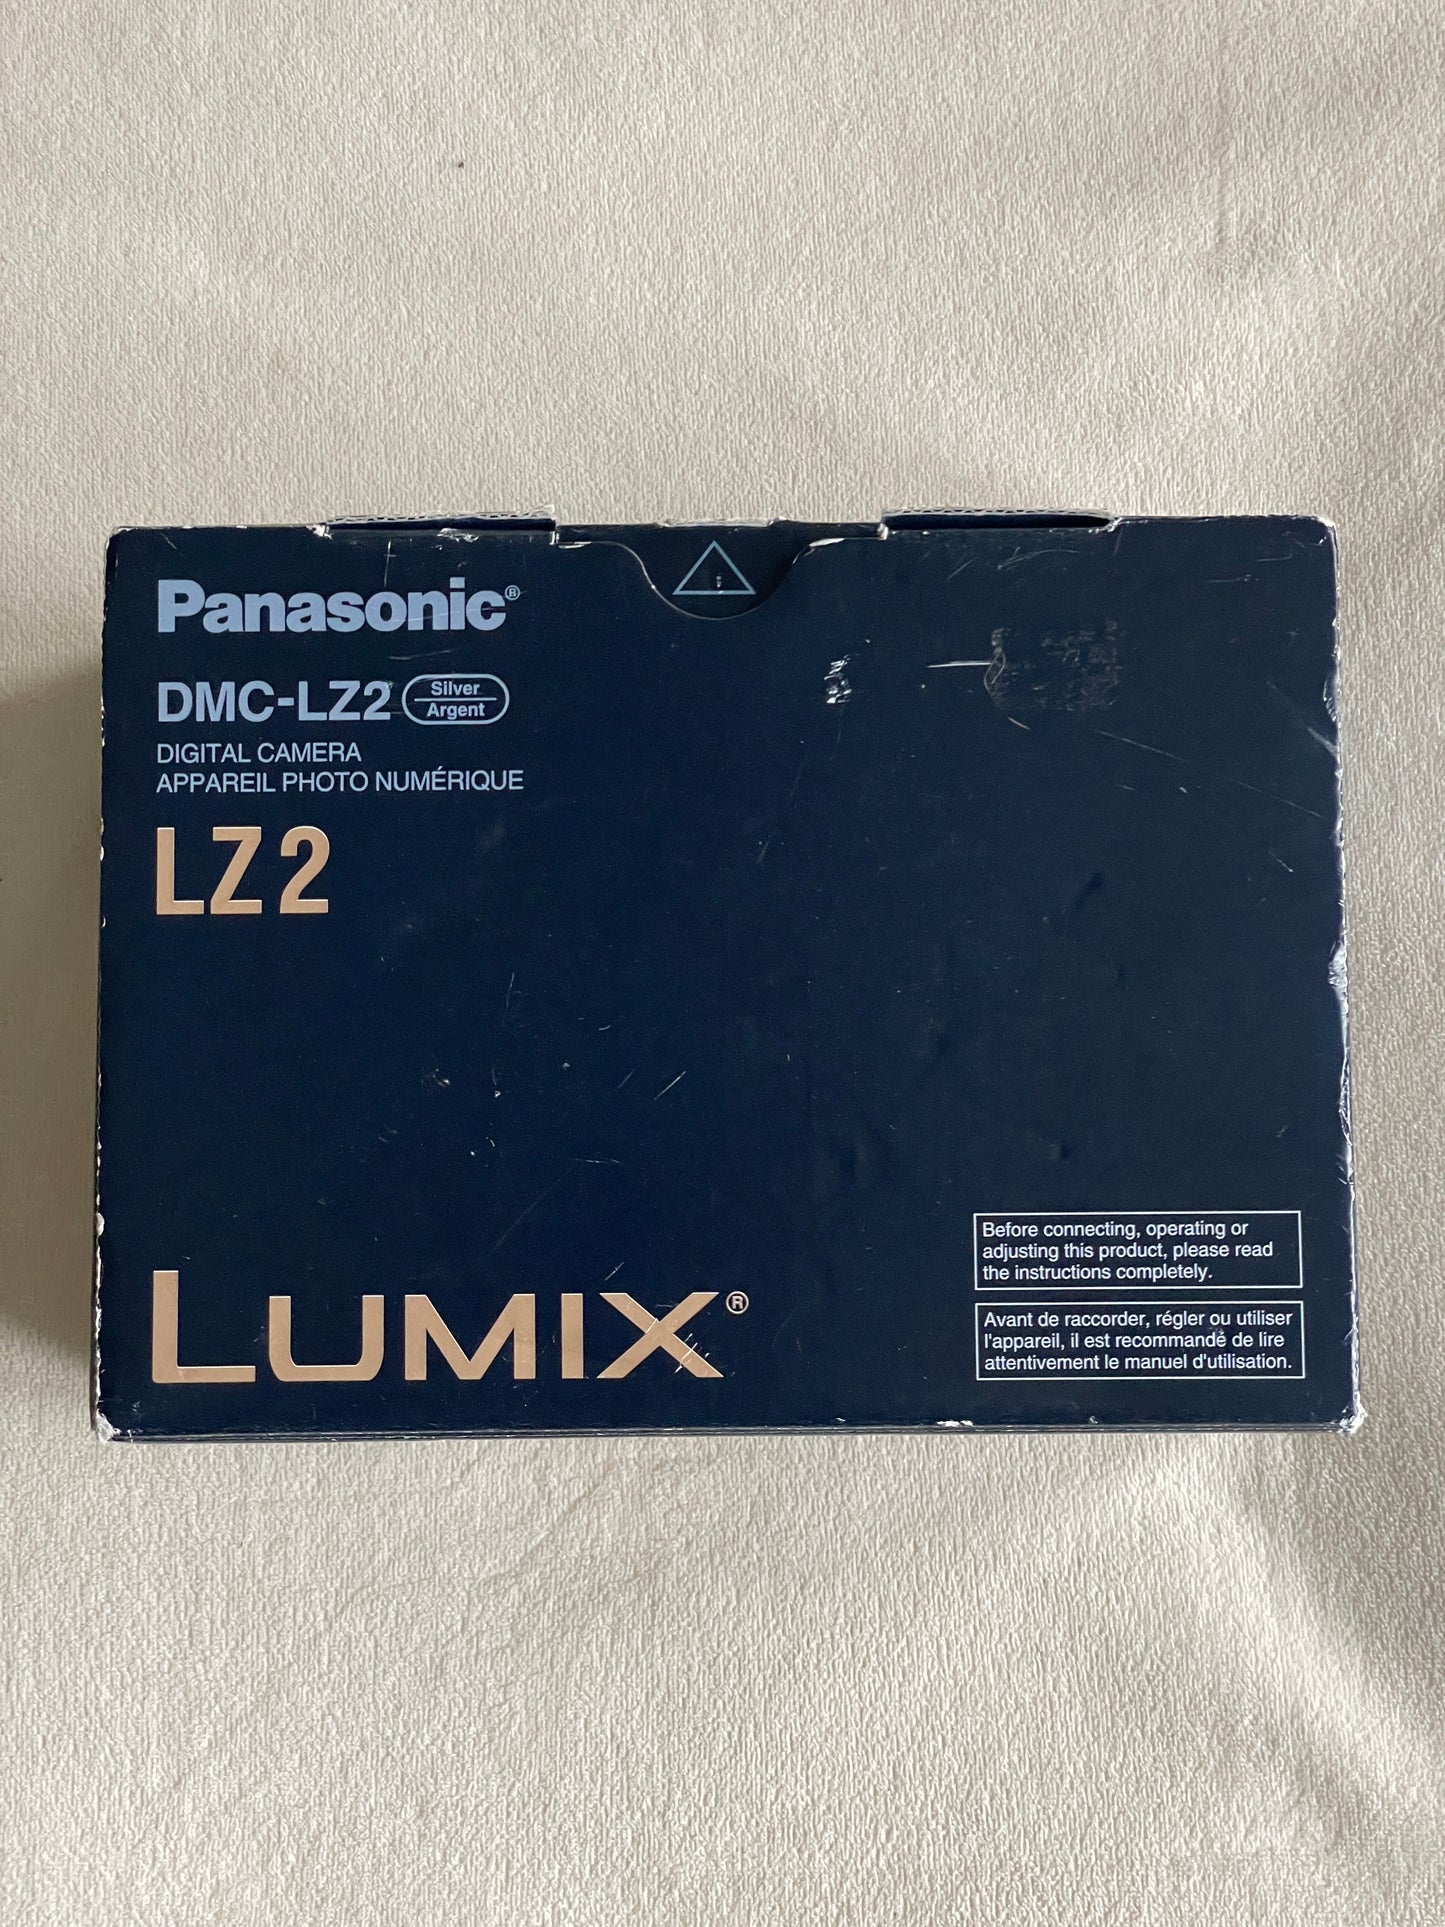 Panasonic®
DMC-LZ2 Silver
Argent
DIGITAL CAMERA
APPAREIL PHOTO NUMÉRIQUE
LZ2
LUMIX®
Before connecting, operating or
adjusting this product, please read
the instructions completely.
Avant de raccorder, régler ou utiliser
l'appareil, il est recommandé de lire
attentivement le manuel d'utilisation.